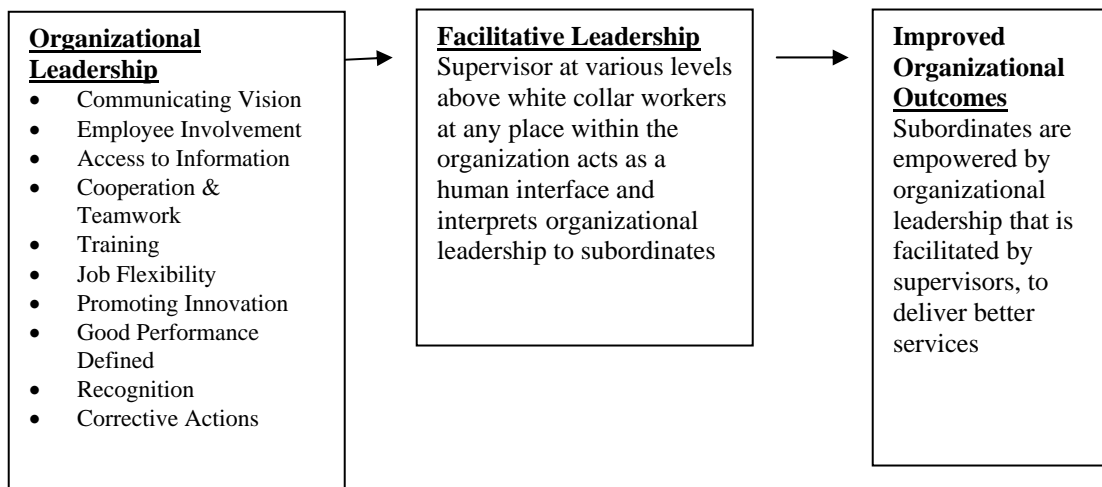 Organizational
Leadership
• Communicating Vision
• Employee Involvement
• Access to Information
• Cooperation &
Teamwork
• Training
• Job Flexibility
• Promoting Innovation
• Good Performance
Defined
• Recognition
• Corrective Actions
Facilitative Leadership
Supervisor at various levels
above white collar workers
at any place within the
organization acts as a
human interface and
interprets organizational
leadership to subordinates
Improved
Organizational
Outcomes
Subordinates are
empowered by
organizational
leadership that is
facilitated by
supervisors, to
deliver better
services